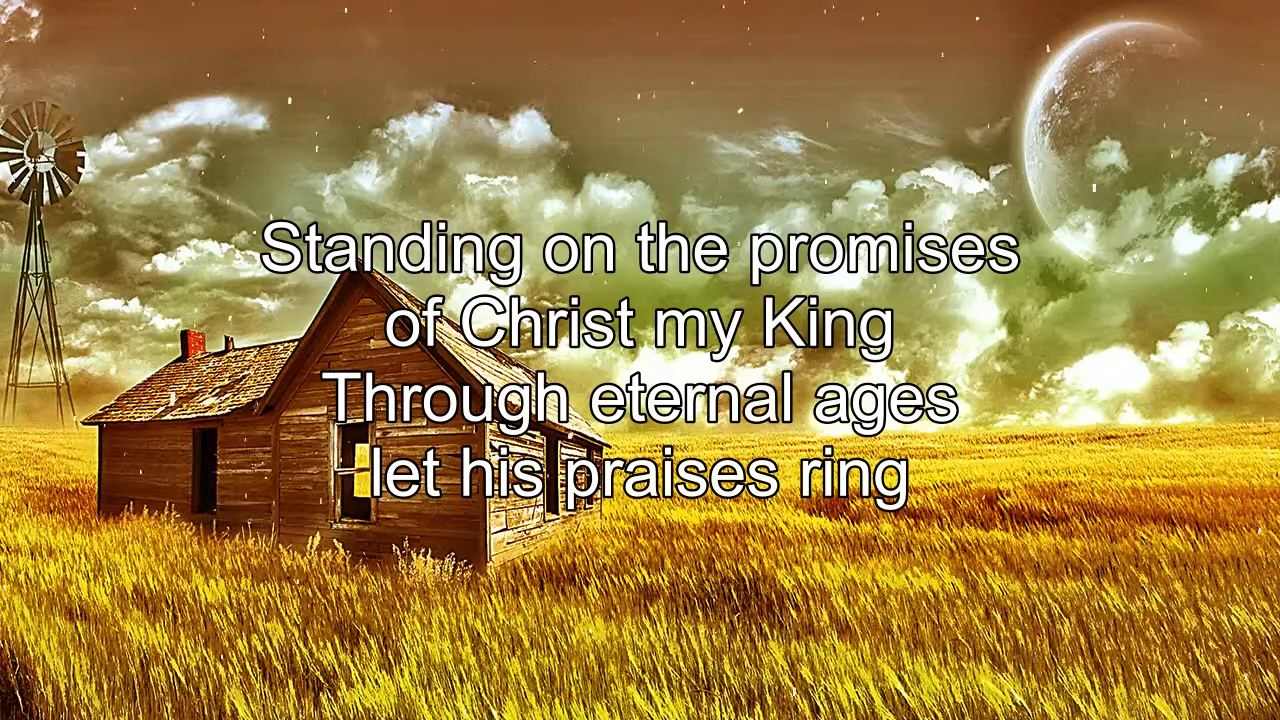 Standing on the promises
of Christ my King
Through eternal ages
let his praises ring